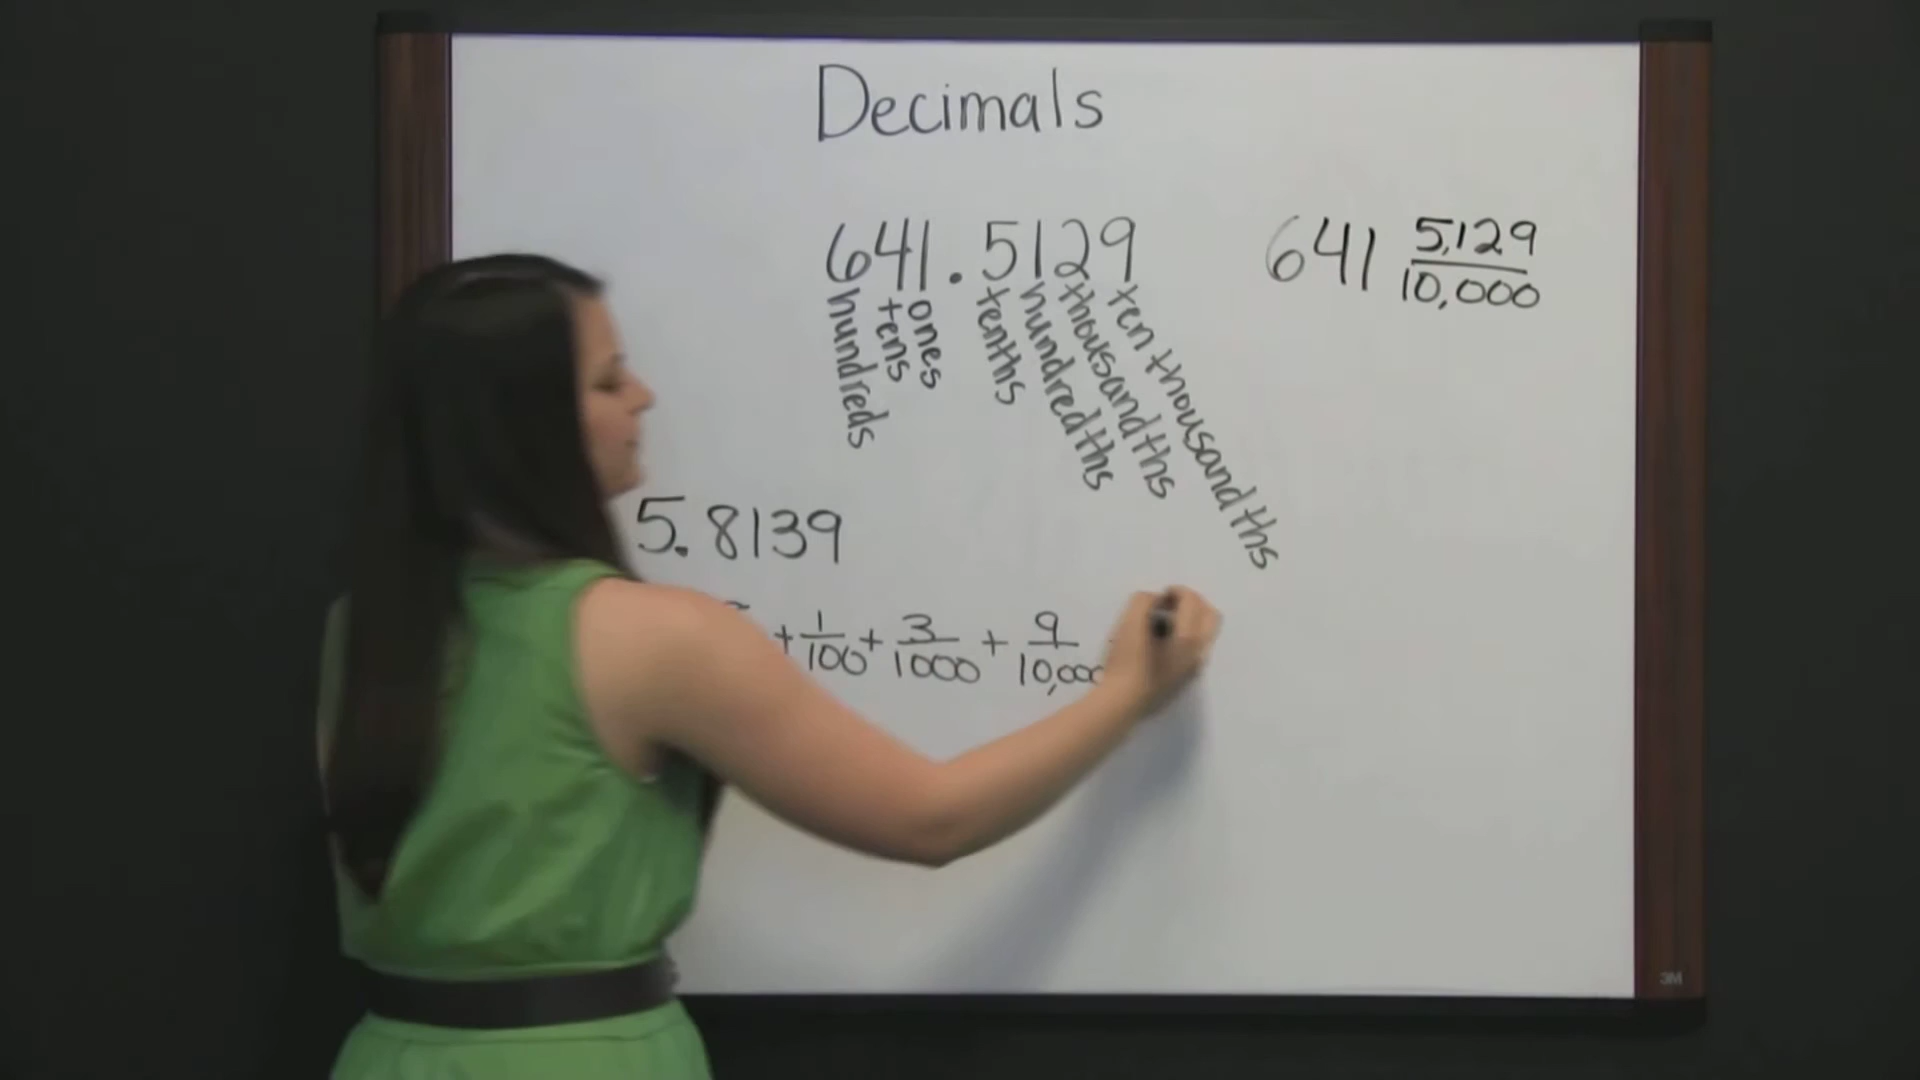 Decimals
641.5129
641 5,129/10,000
hundreds
tens
ones
tenths
hundredths
thousandths
ten thousandths
5.8139
+ 1/100 + 3/1000 + 9/10,000
3M